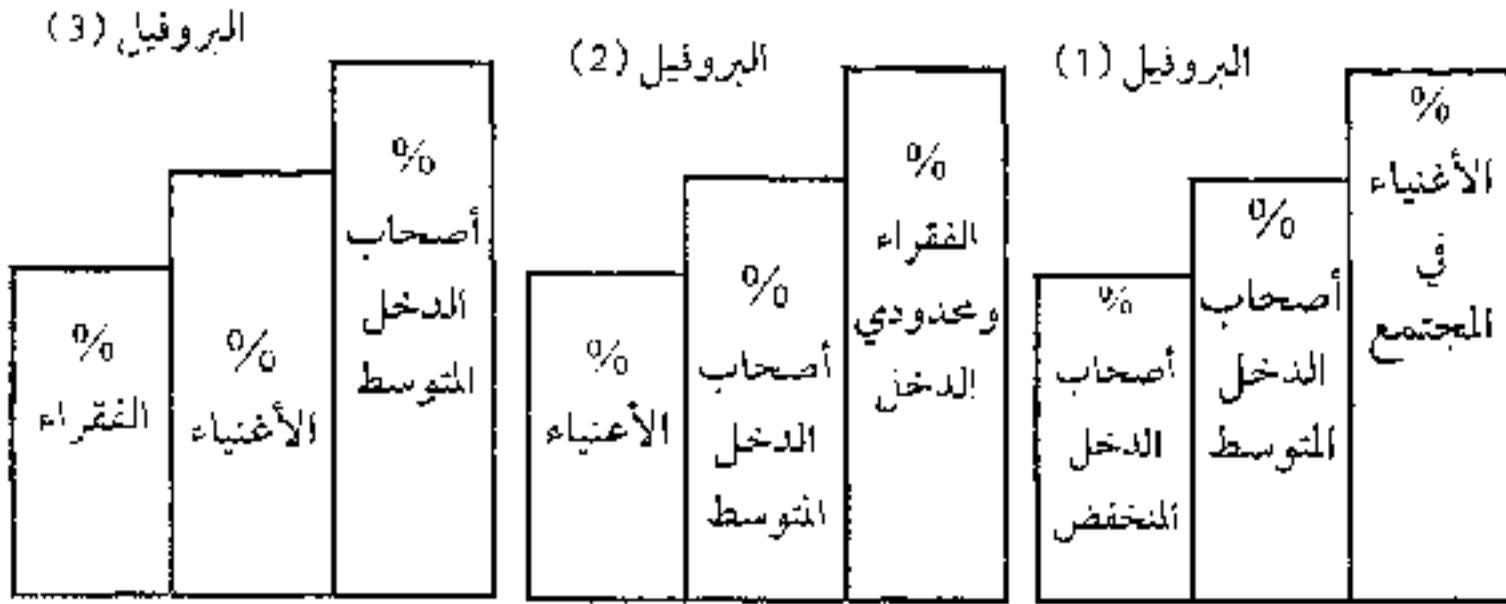 البروفيل (1)
%
الأغنياء
في
المجتمع
%
أصحاب
الدخل
المتوسط
%
أصحاب
الدخل
المنخفض
البروفيل (2)
%
الفقراء
ومحدودي
الدخل
%
أصحاب
الدخل
المتوسط
%
الأغنياء
البروفيل (3)
%
أصحاب
الدخل
المتوسط
%
الأغنياء
%
الفقراء